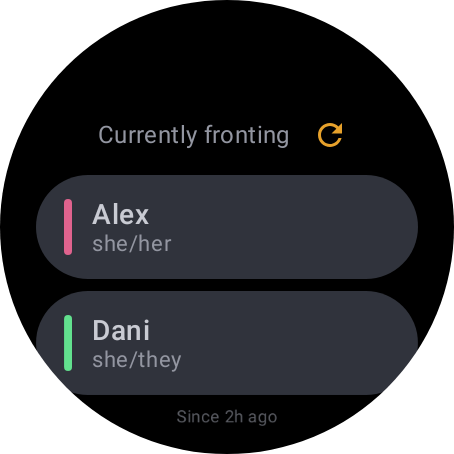 Currently fronting
Alex
she/her
Dani
she/they
Since 2h ago